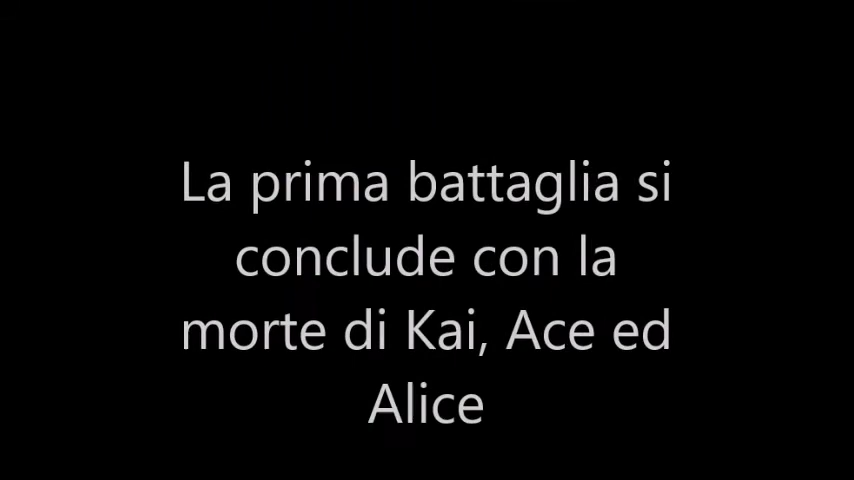 La prima battaglia si
conclude con la
morte di Kai, Ace ed
Alice